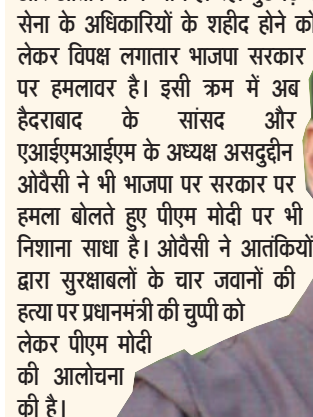 सेना के अधिकारियों के शहीद होने को
लेकर विपक्ष लगातार भाजपा सरकार
पर हमलावर है। इसी क्रम में अब
हैदराबाद के सांसद और
एआईएमआईएम के अध्यक्ष असदुद्दीन
ओवैसी ने भी भाजपा पर सरकार पर
हमला बोलते हुए पीएम मोदी पर भी
निशाना साधा है। ओवैसी ने आतंकियों
द्वारा सुरक्षाबलों के चार जवानों की
हत्या पर प्रधानमंत्री की चुप्पी को
लेकर पीएम मोदी
की आलोचना
की है।